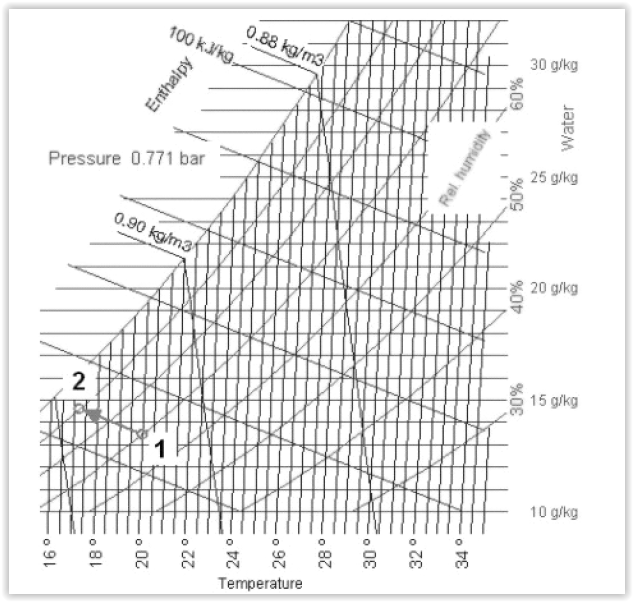 100 kJ/kg
0.88 kg/m3
Enthalpy
30 g/kg
60%
Water
Pressure 0.771 bar
Rel. humidity
25 g/kg
50%
0.90 kg/m3
20 g/kg
40%
2
15 g/kg
30%
1
10 g/kg
16° 18° 20° 22° 24° 26° 28° 30° 32° 34°
Temperature